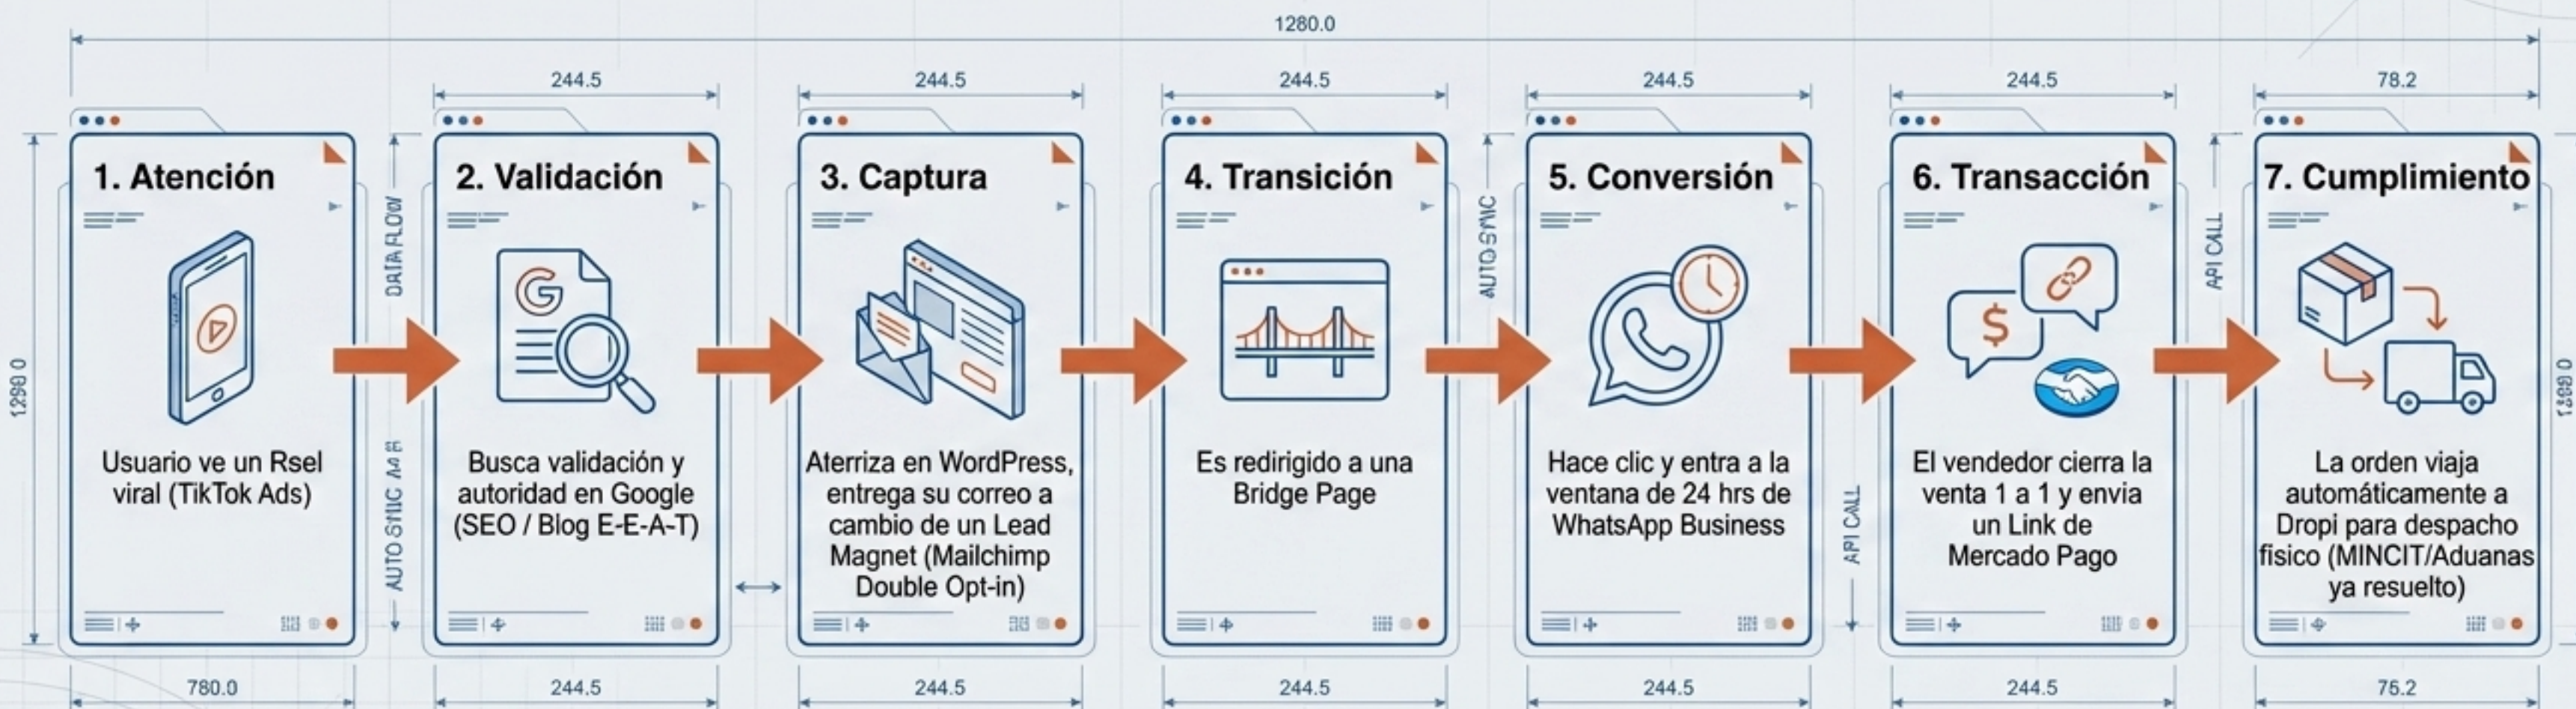 1280.0
244.5
244.5
244.5
244.5
244.5
78.2
1. Atención
Usuario ve un Rsel
viral (TikTok Ads)
DATA FLOW
2. Validación
G
Busca validación y
autoridad en Google
(SEO / Blog E-E-A-T)
3. Captura
Aterriza en WordPress,
entrega su correo a
cambio de un Lead
Magnet (Mailchimp
Double Opt-in)
4. Transición
Es redirigido a una
Bridge Page
5. Conversión
Hace clic y entra a la
ventana de 24 hrs de
WhatsApp Business
API CALL
6. Transacción
$
El vendedor cierra la
venta 1 a 1 y envia
un Link de
Mercado Pago
API CALL
7. Cumplimiento
La orden viaja
automáticamente a
Dropi para despacho
físico (MINCIT/Aduanas
ya resuelto)
780.0
244.5
244.5
244.5
244.5
244.5
75.2